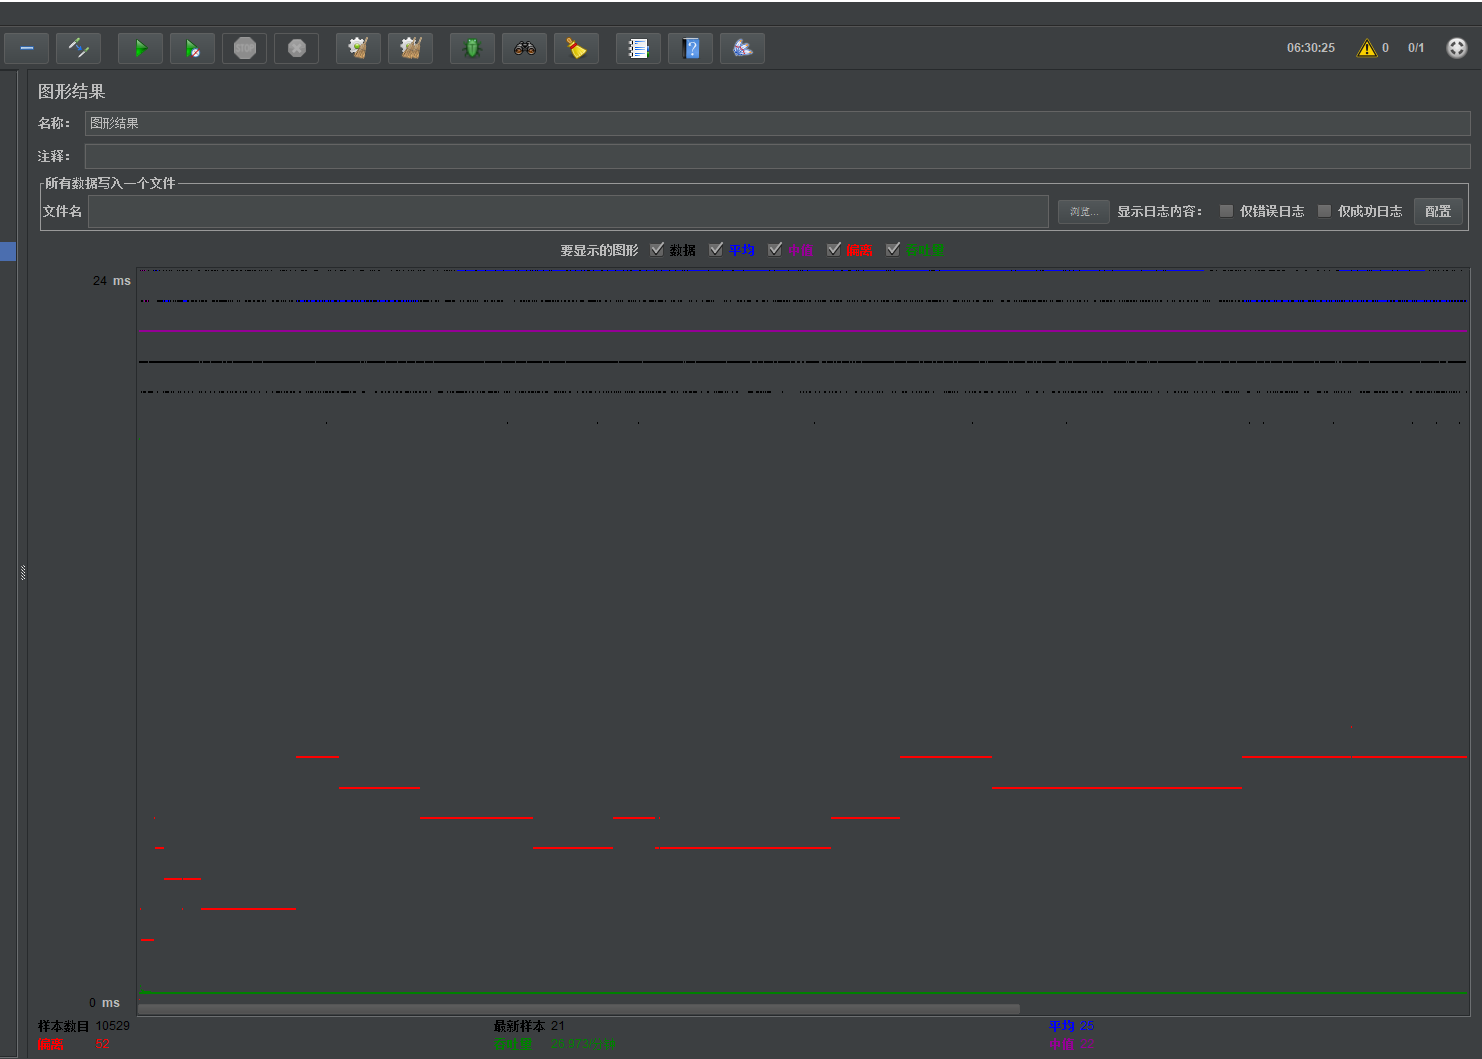 STOP
06:30:25
0
0/1
图形结果
名称： 图形结果
注释：
所有数据写入一个文件
文件名 浏览... 显示日志内容： 仅错误日志 仅成功日志 配置
要显示的图形 数据 平均 中值 偏离 吞吐量
24 ms
0 ms
样本数目 10529 最新样本 21 平均 25
偏离 52 吞吐量 26.973/分钟 中值